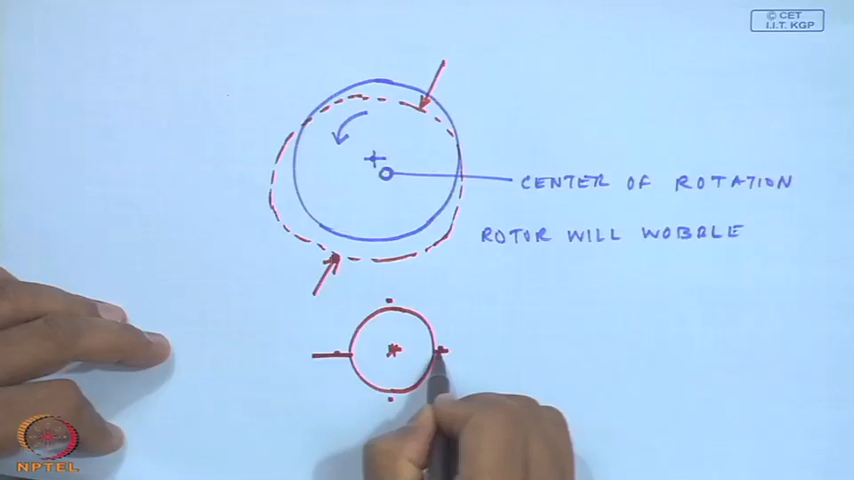 © CET
I.I.T. KGP
CENTER OF ROTATION
ROTOR WILL WOBBLE
NPTEL